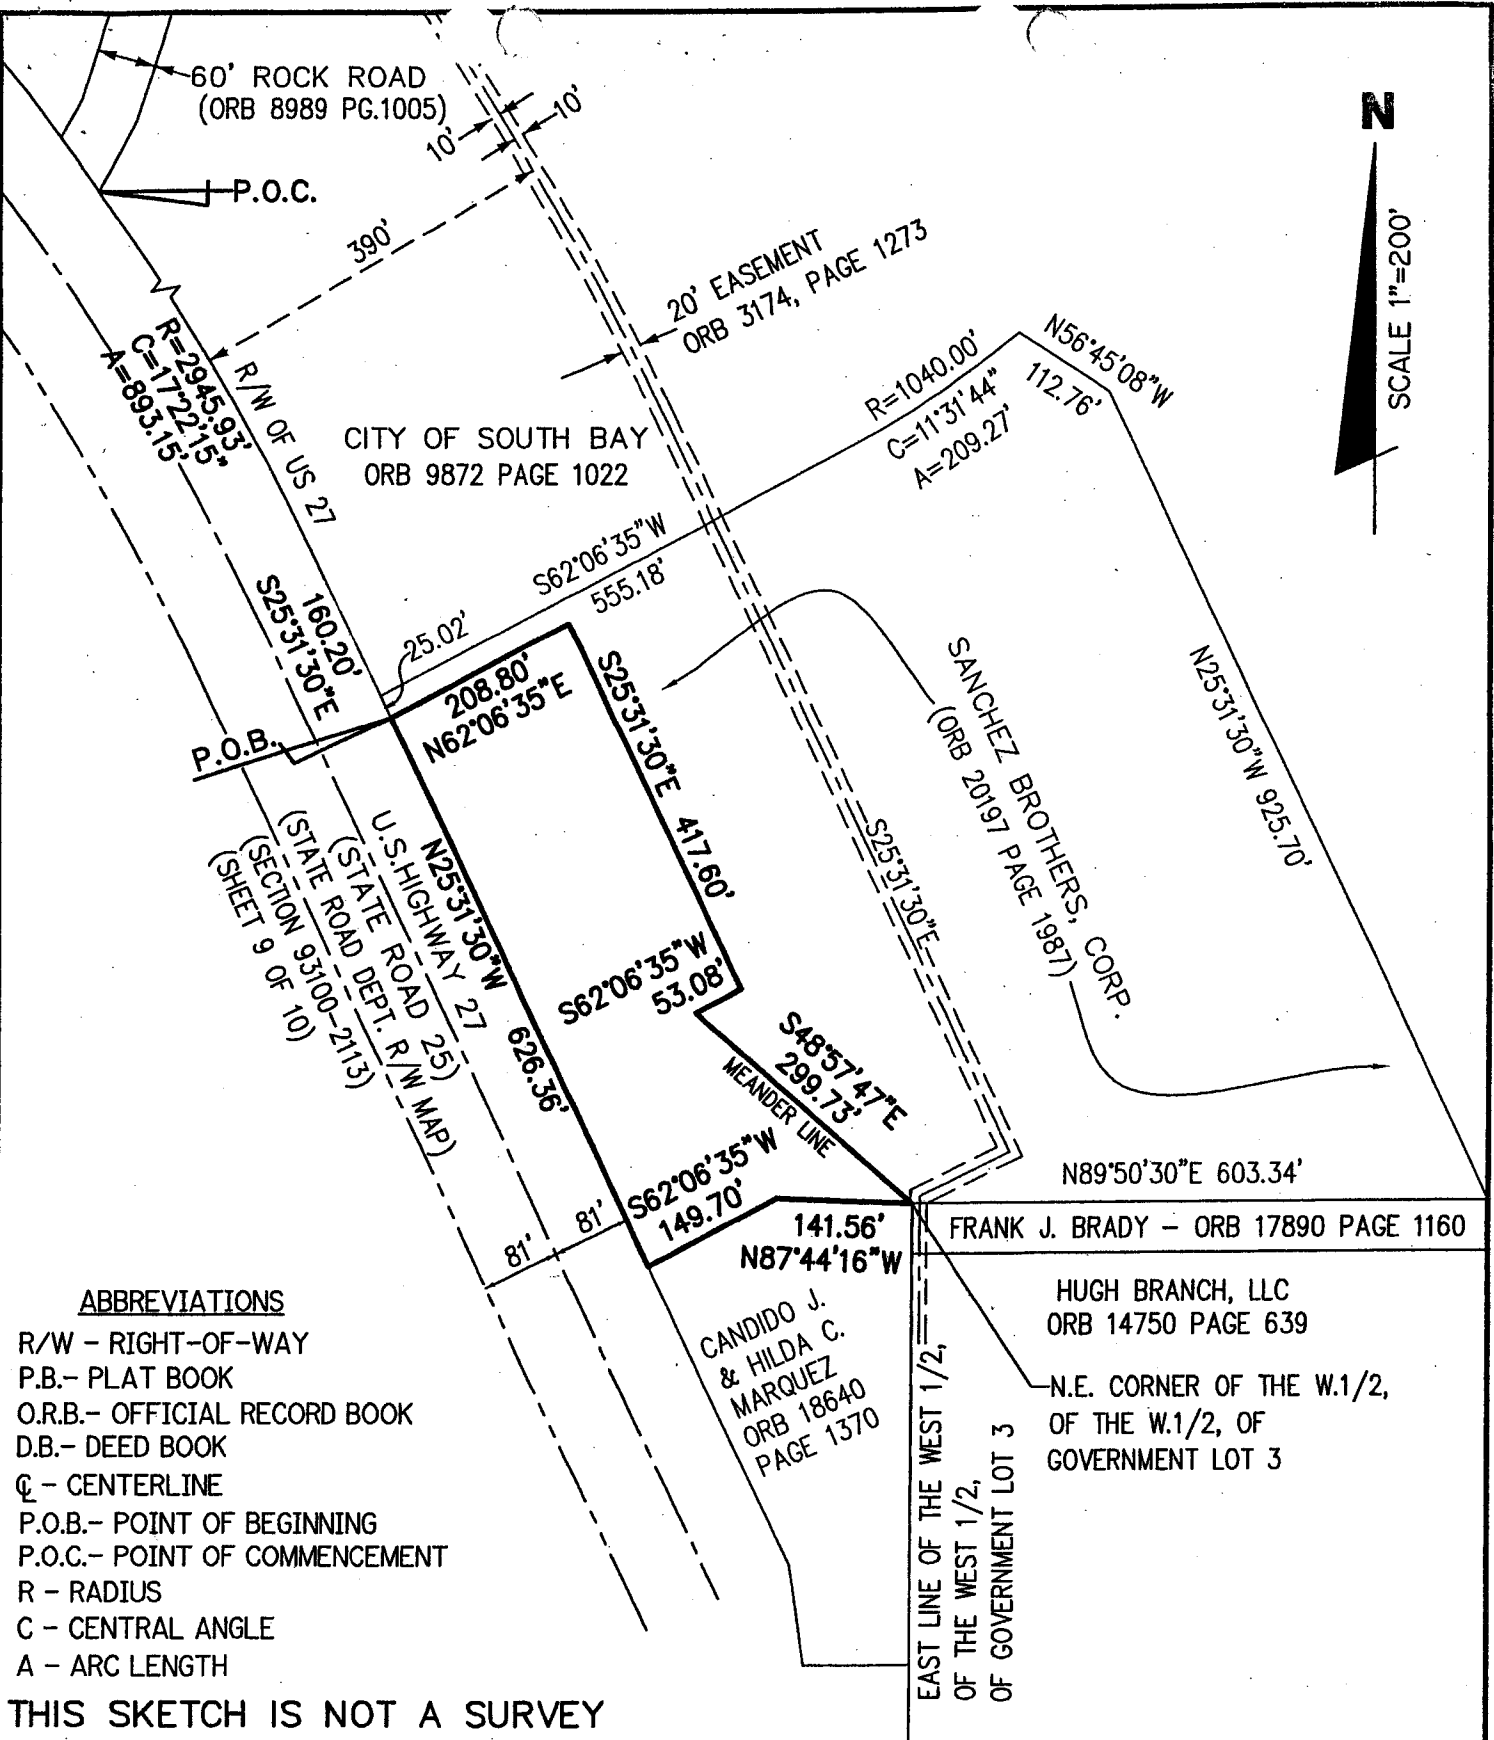 60' ROCK ROAD
(ORB 8989 PG.1005)
10'
10'
N
P.O.C.
SCALE 1"=200'
390'
20' EASEMENT
ORB 3174, PAGE 1273
R=2945.93'
C=17°22'15"
A=893.15'
R/W OF US 27
CITY OF SOUTH BAY
ORB 9872 PAGE 1022
R=1040.00'
C=11°31'44"
A=209.27'
N56°45'08"W
112.76'
S62°06'35"W
555.18'
160.20'
S25°31'30"E
25.02'
208.80'
N62°06'35"E
S25°31'30"E 417.60'
SANCHEZ BROTHERS, CORP.
(ORB 20197 PAGE 1987)
N25°31'30"W 925.70'
P.O.B.
S25°31'30"E
N25°31'30"W 626.36'
U.S.HIGHWAY 27
(STATE ROAD 25)
(STATE ROAD DEPT. R/W MAP)
(SECTION 93100-2113)
(SHEET 9 OF 10)
S62°06'35"W
53.08'
S48°57'47"E
299.73'
MEANDER LINE
S62°06'35"W
149.70'
81'
81'
N89°50'30"E 603.34'
141.56'
N87°44'16"W
FRANK J. BRADY - ORB 17890 PAGE 1160
HUGH BRANCH, LLC
ORB 14750 PAGE 639
CANDIDO J.
& HILDA C.
MARQUEZ
ORB 18640
PAGE 1370
N.E. CORNER OF THE W.1/2,
OF THE W.1/2, OF
GOVERNMENT LOT 3
EAST LINE OF THE WEST 1/2,
OF THE WEST 1/2,
OF GOVERNMENT LOT 3
ABBREVIATIONS
R/W - RIGHT-OF-WAY
P.B.- PLAT BOOK
O.R.B.- OFFICIAL RECORD BOOK
D.B.- DEED BOOK
℄ - CENTERLINE
P.O.B.- POINT OF BEGINNING
P.O.C.- POINT OF COMMENCEMENT
R - RADIUS
C - CENTRAL ANGLE
A - ARC LENGTH
THIS SKETCH IS NOT A SURVEY